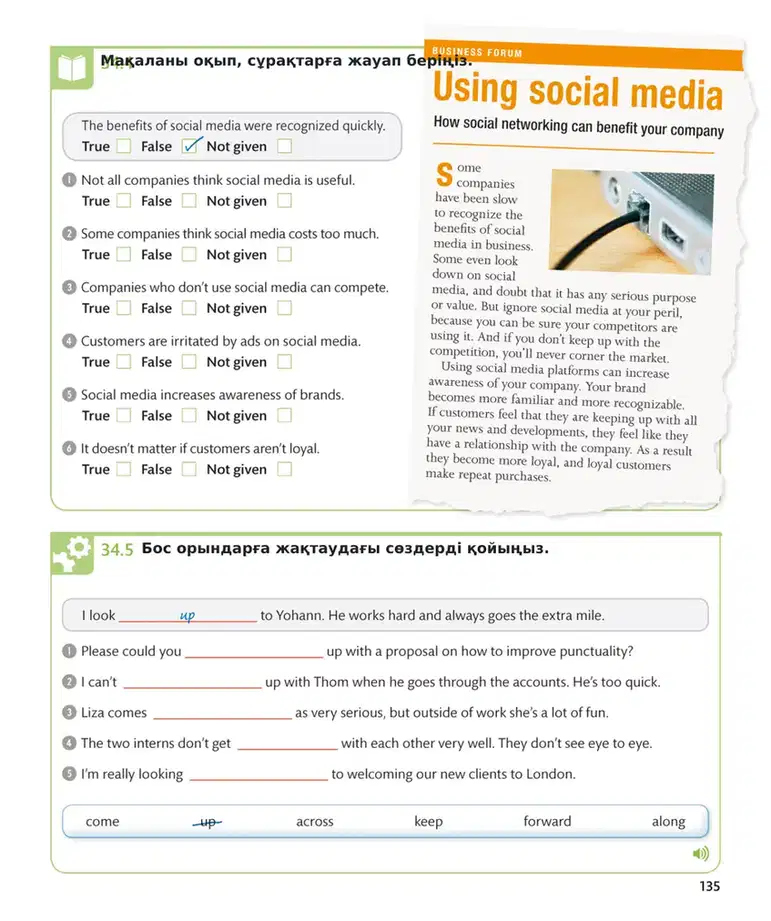 Мақаланы оқып, сұрақтарға жауап беріңіз.
The benefits of social media were recognized quickly.
True False ✓ Not given
1 Not all companies think social media is useful.
True False Not given
2 Some companies think social media costs too much.
True False Not given
3 Companies who don't use social media can compete.
True False Not given
4 Customers are irritated by ads on social media.
True False Not given
5 Social media increases awareness of brands.
True False Not given
6 It doesn't matter if customers aren't loyal.
True False Not given
BUSINESS FORUM
Using social media
How social networking can benefit your company
Some
companies
have been slow
to recognize the
benefits of social
media in business.
Some even look
down on social
media, and doubt that it has any serious purpose
or value. But ignore social media at your peril,
because you can be sure your competitors are
using it. And if you don't keep up with the
competition, you'll never corner the market.
Using social media platforms can increase
awareness of your company. Your brand
becomes more familiar and more recognizable.
If customers feel that they are keeping up with all
your news and developments, they feel like they
have a relationship with the company. As a result
they become more loyal, and loyal customers
make repeat purchases.
34.5 Бос орындарға жақтаудағы сөздерді қойыңыз.
I look up to Yohann. He works hard and always goes the extra mile.
1 Please could you ____ up with a proposal on how to improve punctuality?
2 I can't ____ up with Thom when he goes through the accounts. He's too quick.
3 Liza comes ____ as very serious, but outside of work she's a lot of fun.
4 The two interns don't get ____ with each other very well. They don't see eye to eye.
5 I'm really looking ____ to welcoming our new clients to London.
come up across keep forward along
135